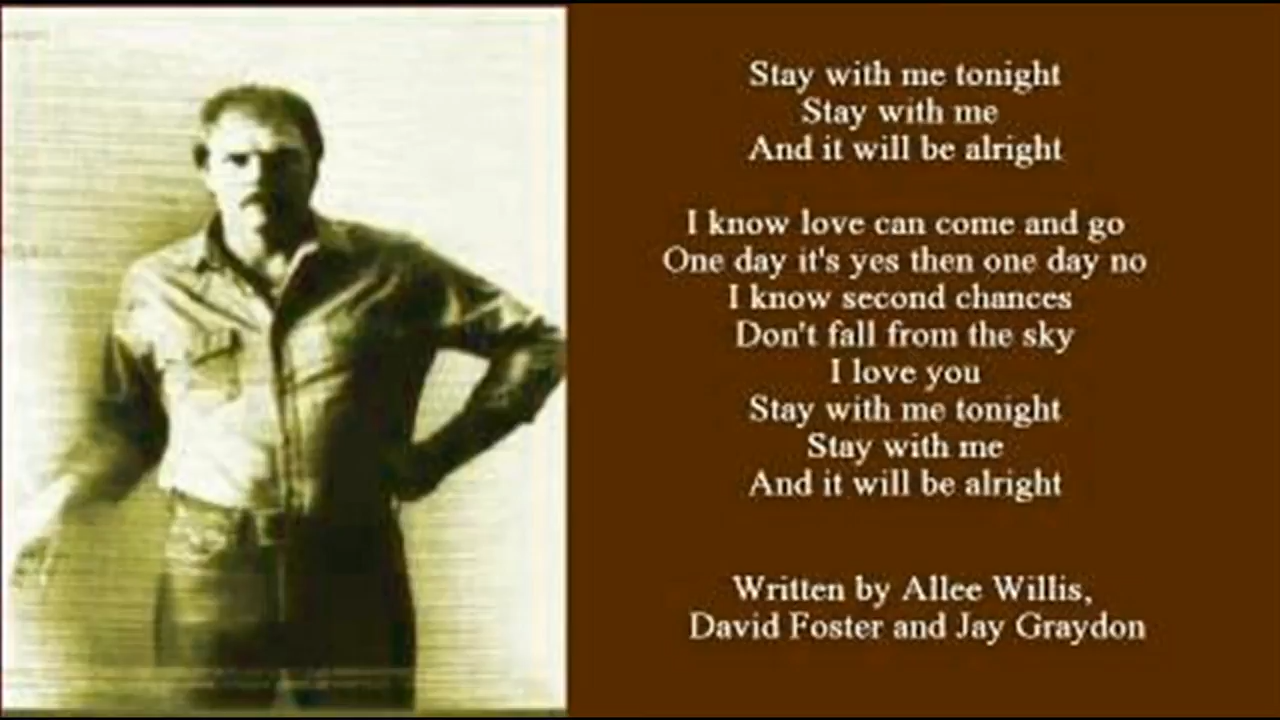 Stay with me tonight
Stay with me
And it will be alright
I know love can come and go
One day it's yes then one day no
I know second chances
Don't fall from the sky
I love you
Stay with me tonight
Stay with me
And it will be alright
Written by Allee Willis,
David Foster and Jay Graydon